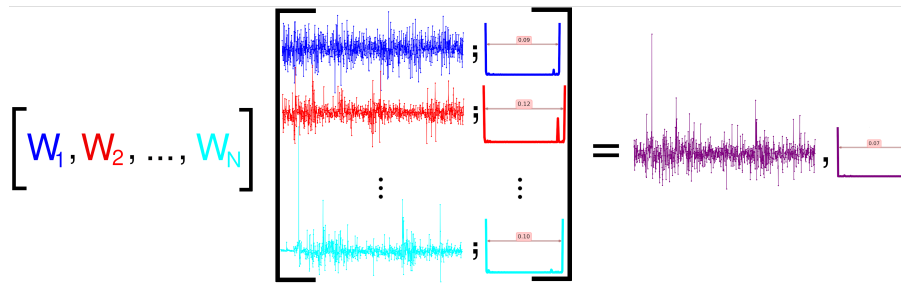 0.09
[W1, W2, ..., WN] ; 0.12 = , 0.07
⋮ ⋮
; 0.10